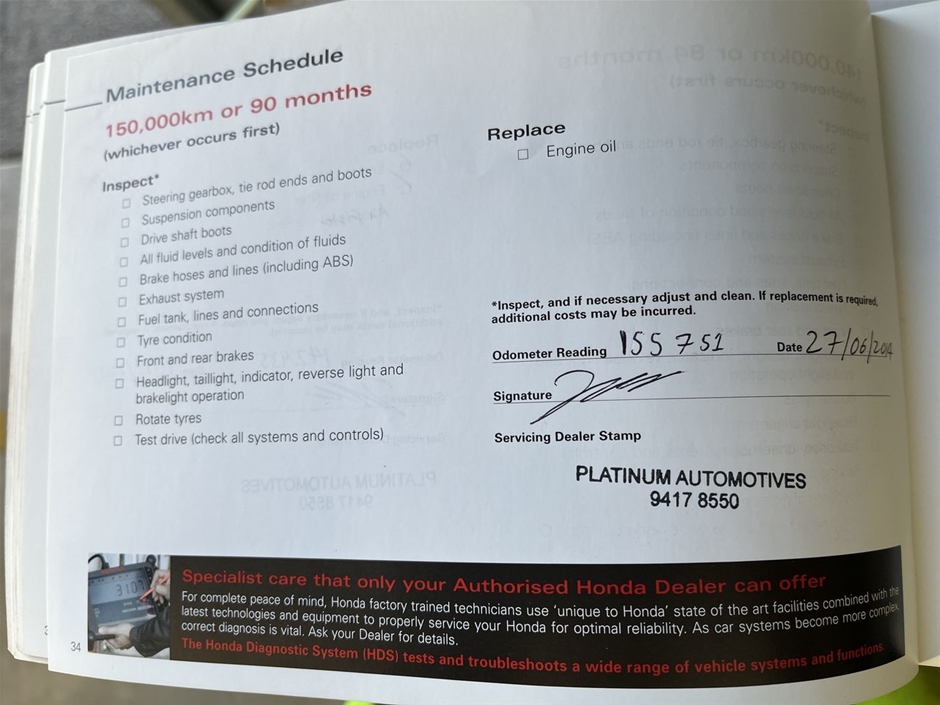 Maintenance Schedule
150,000km or 90 months
(whichever occurs first)
Inspect*
Steering gearbox, tie rod ends and boots
Suspension components
Drive shaft boots
All fluid levels and condition of fluids
Brake hoses and lines (including ABS)
Exhaust system
Fuel tank, lines and connections
Tyre condition
Front and rear brakes
Headlight, taillight, indicator, reverse light and
brakelight operation
Rotate tyres
Test drive (check all systems and controls)
Replace
Engine oil
*Inspect, and if necessary adjust and clean. If replacement is required,
additional costs may be incurred.
Odometer Reading 155 751 Date 27/06/2014
Signature
Servicing Dealer Stamp
PLATINUM AUTOMOTIVES
9417 8550
Specialist care that only your Authorised Honda Dealer can offer
For complete peace of mind, Honda factory trained technicians use 'unique to Honda' state of the art facilities combined with the
latest technologies and equipment to properly service your Honda for optimal reliability. As car systems become more complex,
correct diagnosis is vital. Ask your Dealer for details.
The Honda Diagnostic System (HDS) tests and troubleshoots a wide range of vehicle systems and functions.
34